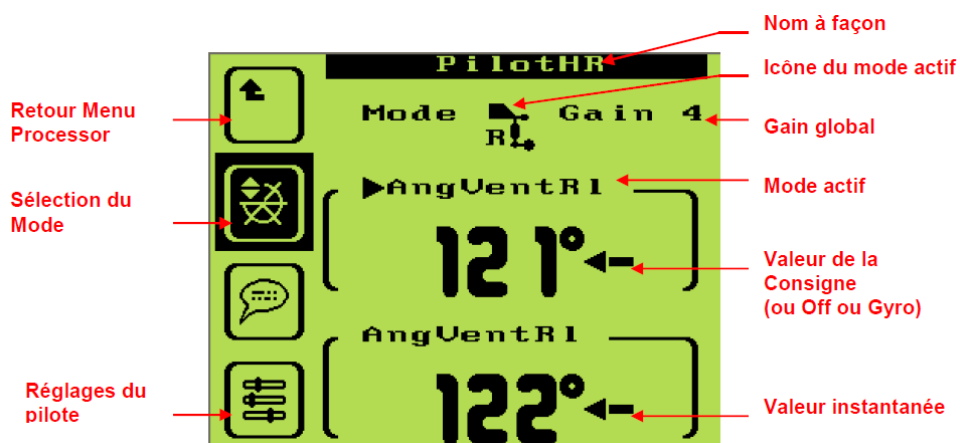 Nom à façon
PilotHR
Icône du mode actif
Retour Menu
Processor
Mode R Gain 4
Gain global
▶AngVentR1
Mode actif
Sélection du
Mode
121°
Valeur de la
Consigne
(ou Off ou Gyro)
AngVentR1
Réglages du
pilote
122°
Valeur instantanée